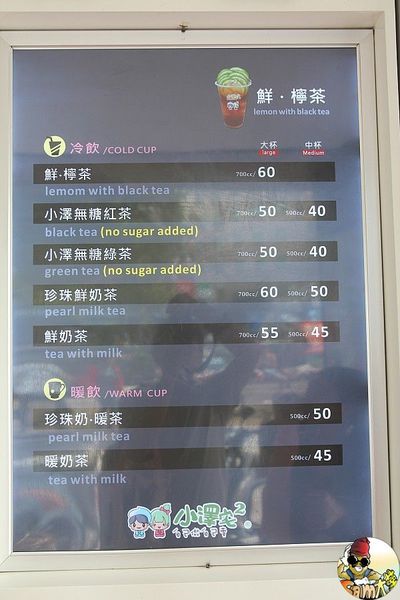 鮮·檸茶
lemon with black tea
冷飲 /COLD CUP 大杯 中杯
large Medium
鮮·檸茶 700cc/ 60
lemom with black tea
小澤無糖紅茶 700cc/ 50 500cc/ 40
black tea (no sugar added)
小澤無糖綠茶 700cc/ 50 500cc/ 40
green tea (no sugar added)
珍珠鮮奶茶 700cc/ 60 500cc/ 50
pearl milk tea
鮮奶茶 700cc/ 55 500cc/ 45
tea with milk
暖飲 /WARM CUP
珍珠奶·暖茶 500cc/ 50
pearl milk tea
暖奶茶 500cc/ 45
tea with milk
小澤